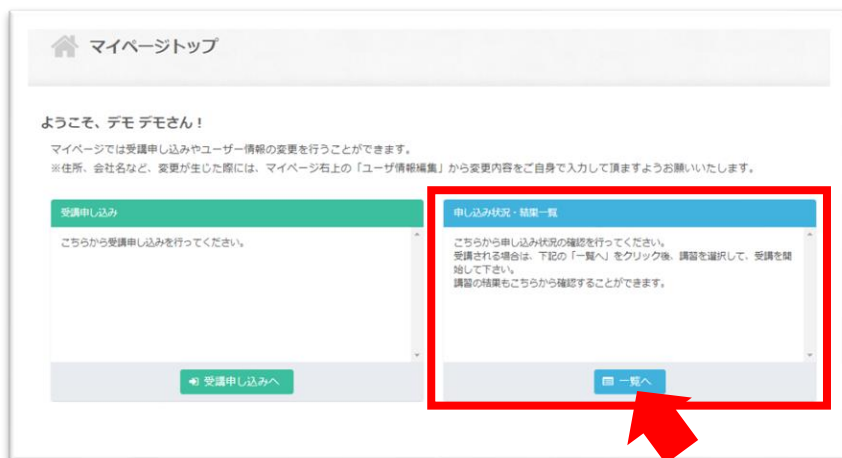 マイページトップ
ようこそ、デモ デモさん！
マイページでは受講申し込みやユーザー情報の変更を行うことができます。
※住所、会社名など、変更が生じた際には、マイページ右上の「ユーザ情報編集」から変更内容をご自身で入力して頂ますようお願いいたします。
受講申し込み
こちらから受講申し込みを行ってください。
受講申し込みへ
申し込み状況・結果一覧
こちらから申し込み状況の確認を行ってください。
受講される場合は、下記の「一覧へ」をクリック後、講習を選択して、受講を開
始して下さい。
講習の結果もこちらから確認することができます。
一覧へ